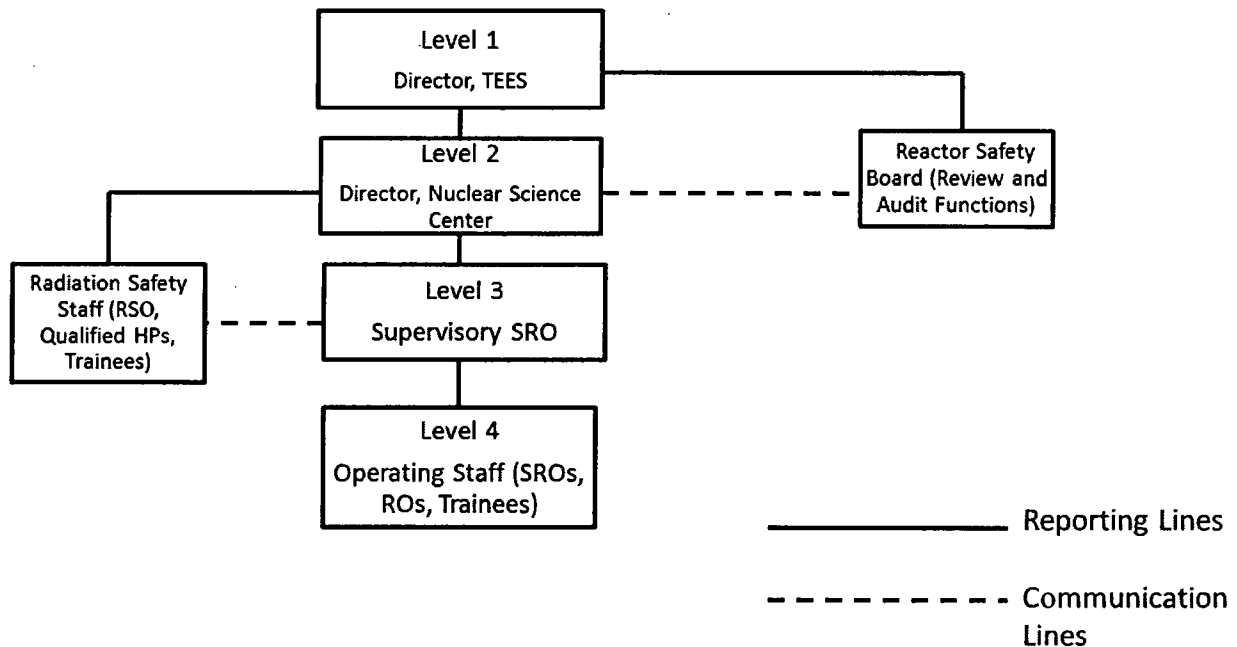 Level 1
Director, TEES
Level 2
Director, Nuclear Science
Center
Reactor Safety
Board (Review and
Audit Functions)
Radiation Safety
Staff (RSO,
Qualified HPs,
Trainees)
Level 3
Supervisory SRO
Level 4
Operating Staff (SROs,
ROs, Trainees)
Reporting Lines
Communication
Lines